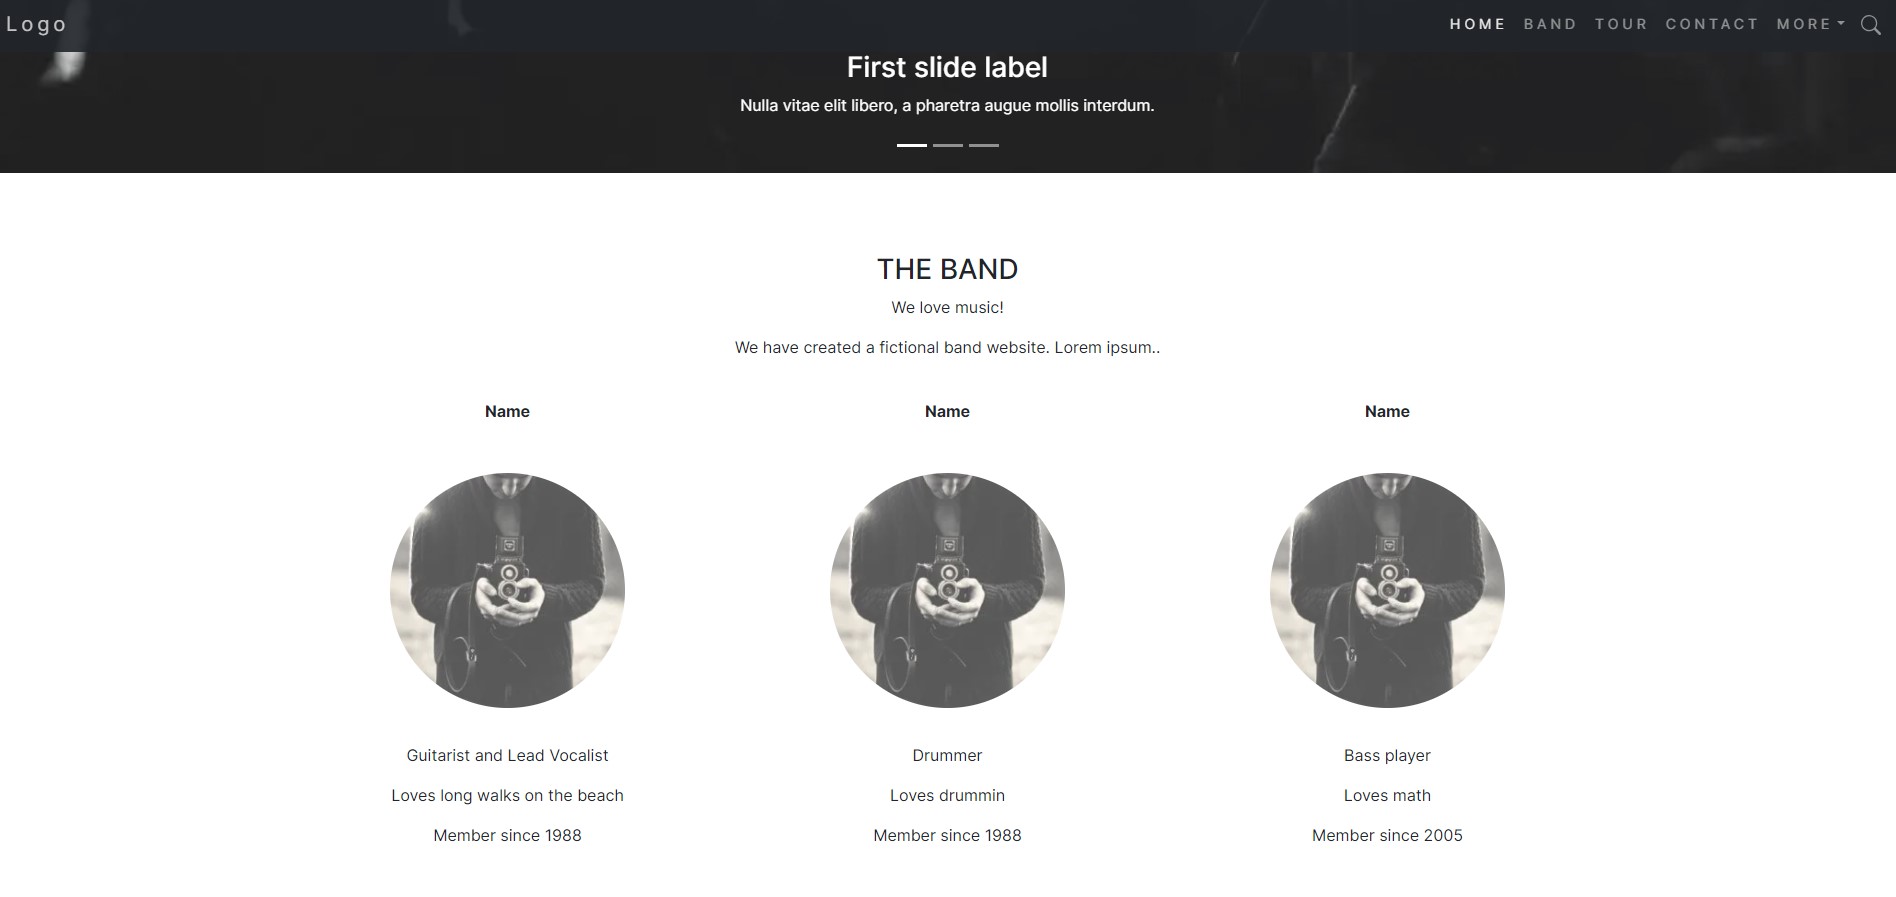 Logo
HOME BAND TOUR CONTACT MORE
First slide label
Nulla vitae elit libero, a pharetra augue mollis interdum.
THE BAND
We love music!
We have created a fictional band website. Lorem ipsum..
Name
Name
Name
Guitarist and Lead Vocalist
Drummer
Bass player
Loves long walks on the beach
Loves drummin
Loves math
Member since 1988
Member since 1988
Member since 2005